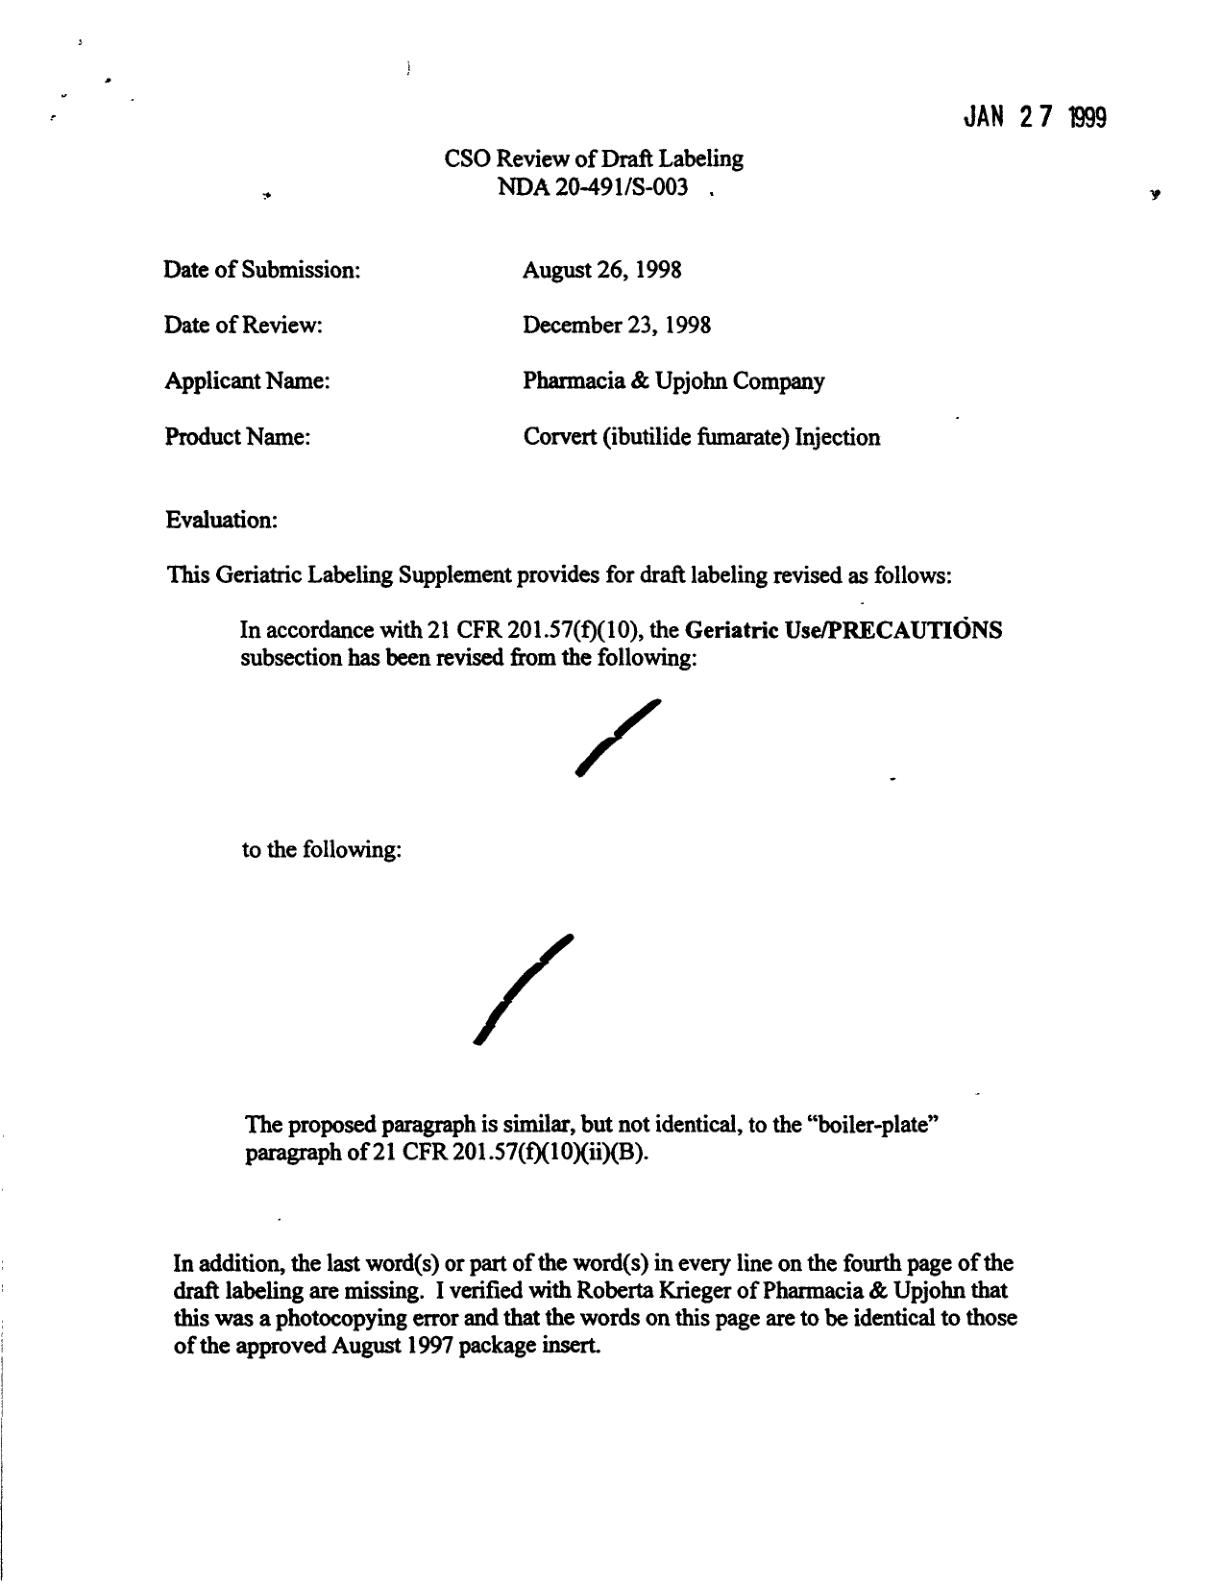 JAN 27 1999
CSO Review of Draft Labeling
NDA 20-491/S-003
Date of Submission: August 26, 1998
Date of Review: December 23, 1998
Applicant Name: Pharmacia & Upjohn Company
Product Name: Corvert (ibutilide fumarate) Injection
Evaluation:
This Geriatric Labeling Supplement provides for draft labeling revised as follows:
In accordance with 21 CFR 201.57(f)(10), the Geriatric Use/PRECAUTIONS
subsection has been revised from the following:
to the following:
The proposed paragraph is similar, but not identical, to the “boiler-plate”
paragraph of 21 CFR 201.57(f)(10)(ii)(B).
In addition, the last word(s) or part of the word(s) in every line on the fourth page of the
draft labeling are missing. I verified with Roberta Krieger of Pharmacia & Upjohn that
this was a photocopying error and that the words on this page are to be identical to those
of the approved August 1997 package insert.